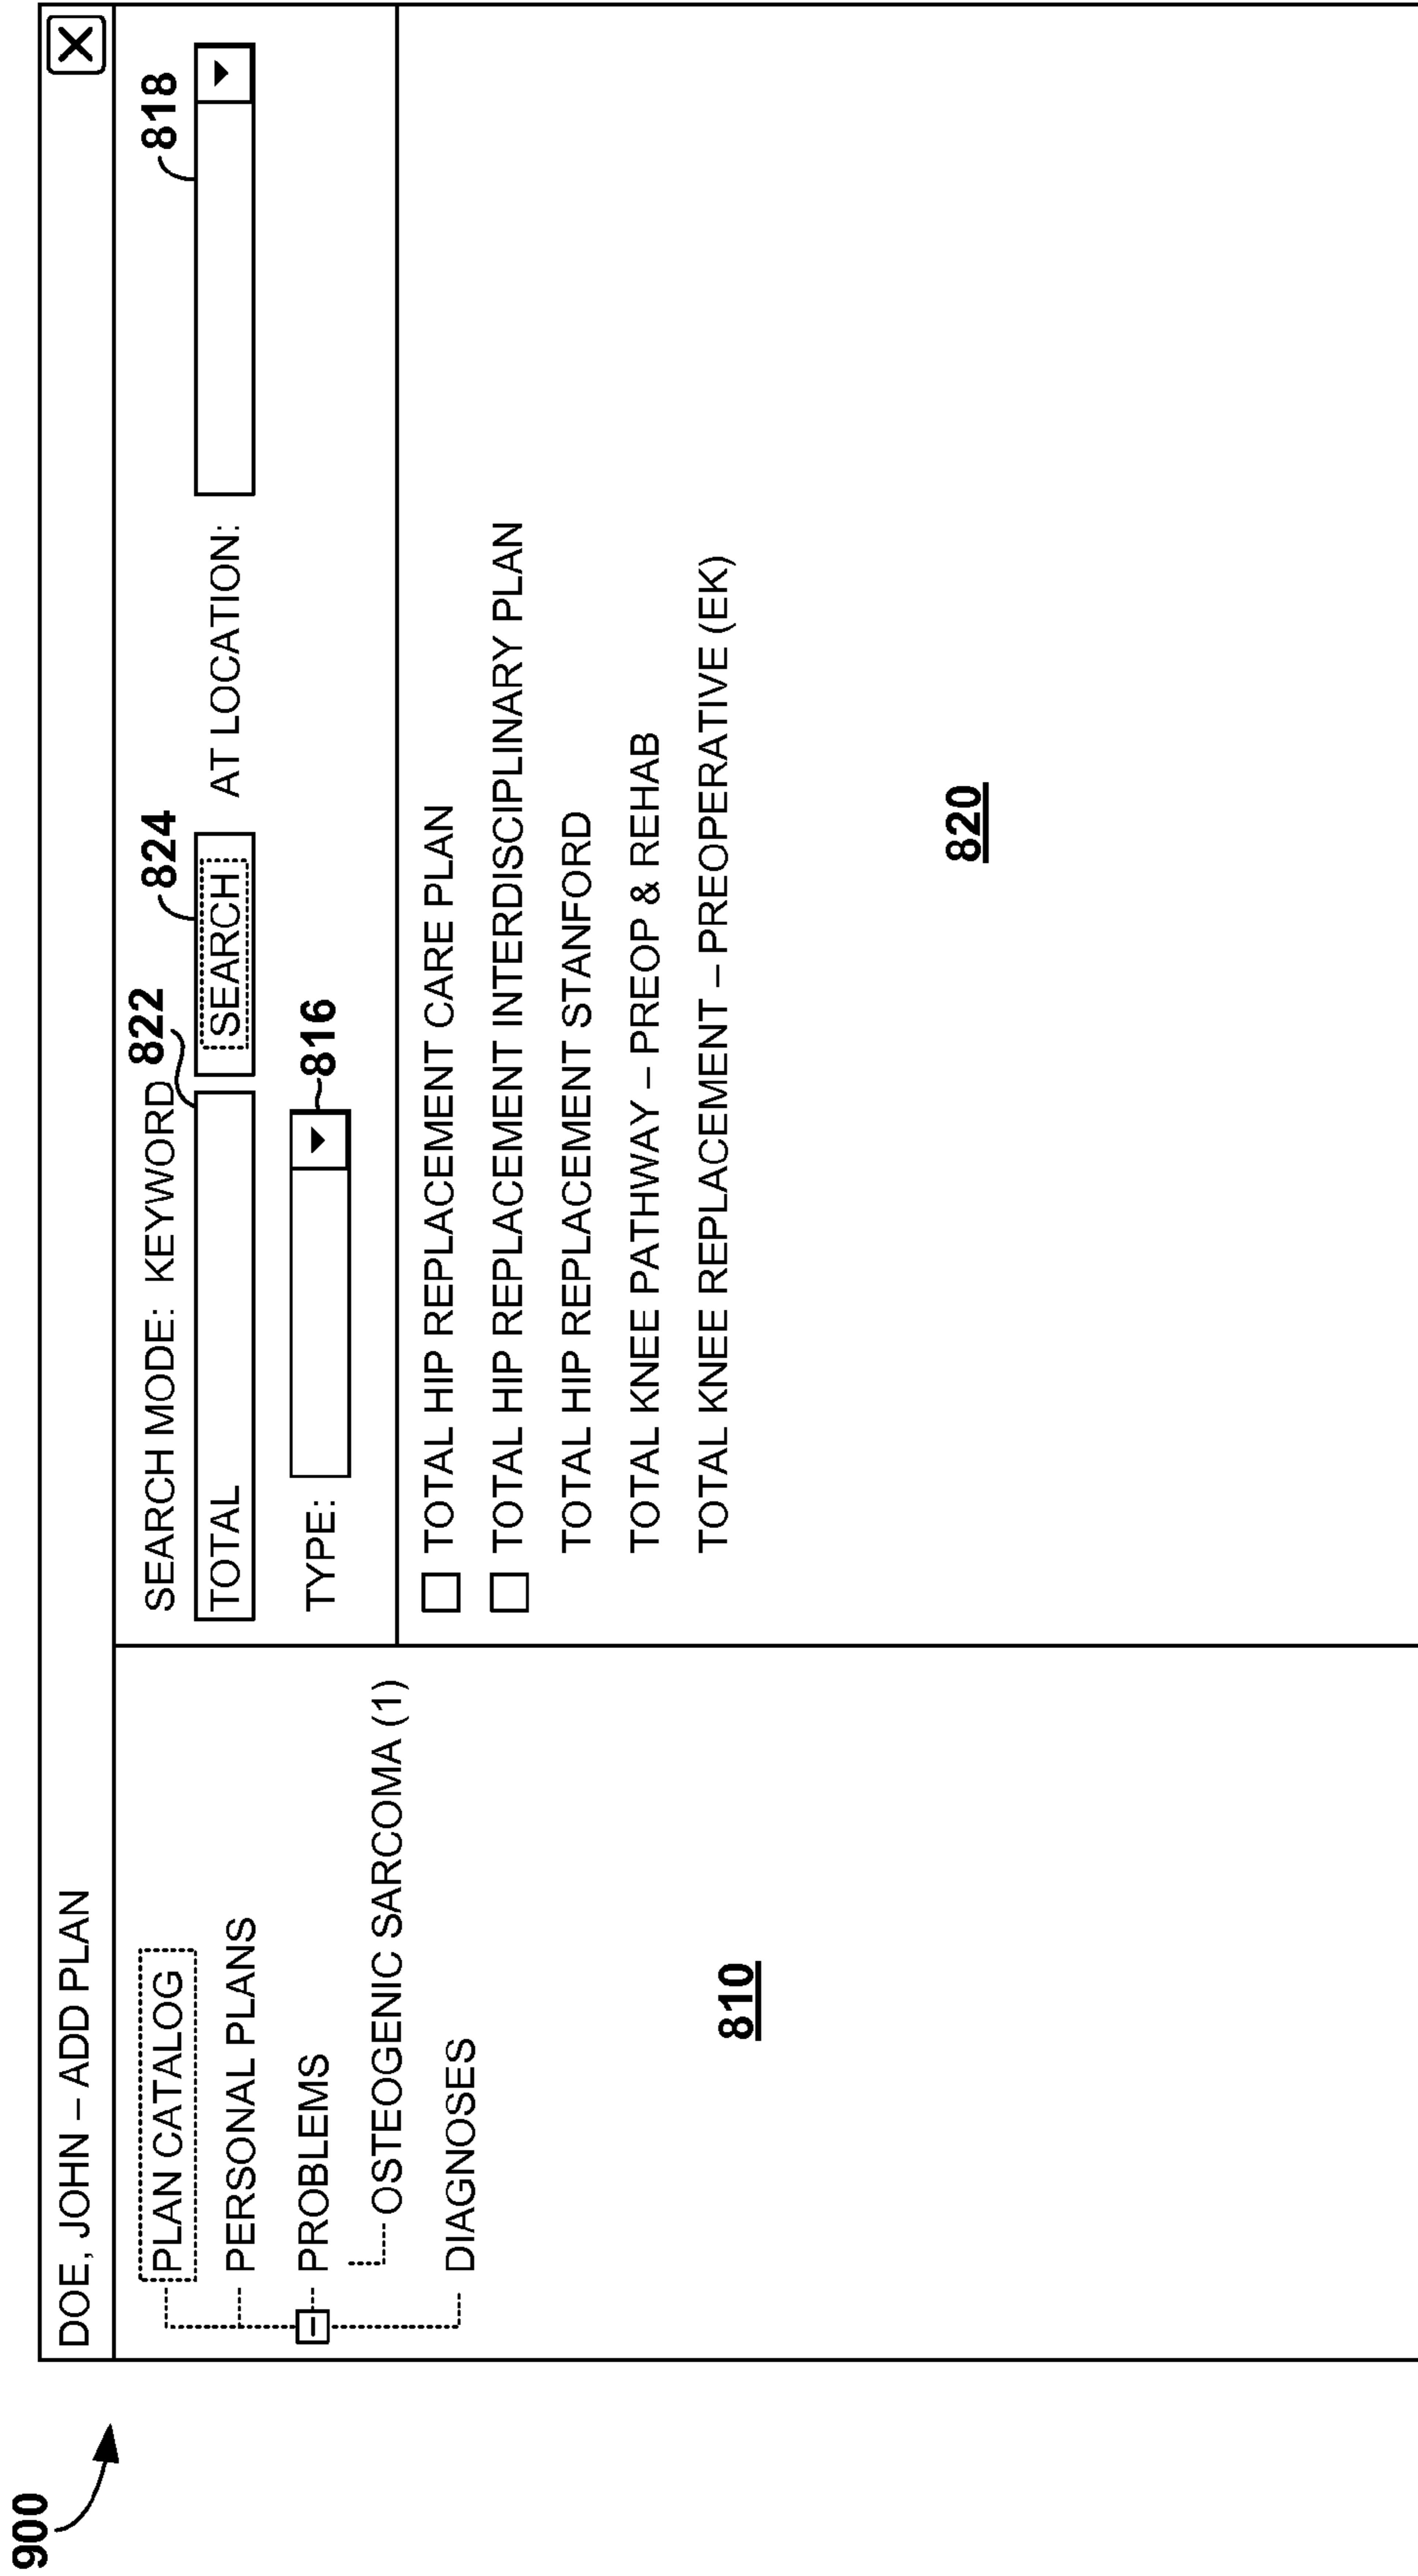 900
DOE, JOHN – ADD PLAN
PLAN CATALOG
PERSONAL PLANS
PROBLEMS
OSTEOGENIC SARCOMA (1)
DIAGNOSES
810
SEARCH MODE: KEYWORD 822 824 818
TOTAL SEARCH AT LOCATION:
TYPE: 816
TOTAL HIP REPLACEMENT CARE PLAN
TOTAL HIP REPLACEMENT INTERDISCIPLINARY PLAN
TOTAL HIP REPLACEMENT STANFORD
TOTAL KNEE PATHWAY – PREOP & REHAB
TOTAL KNEE REPLACEMENT – PREOPERATIVE (EK)
820